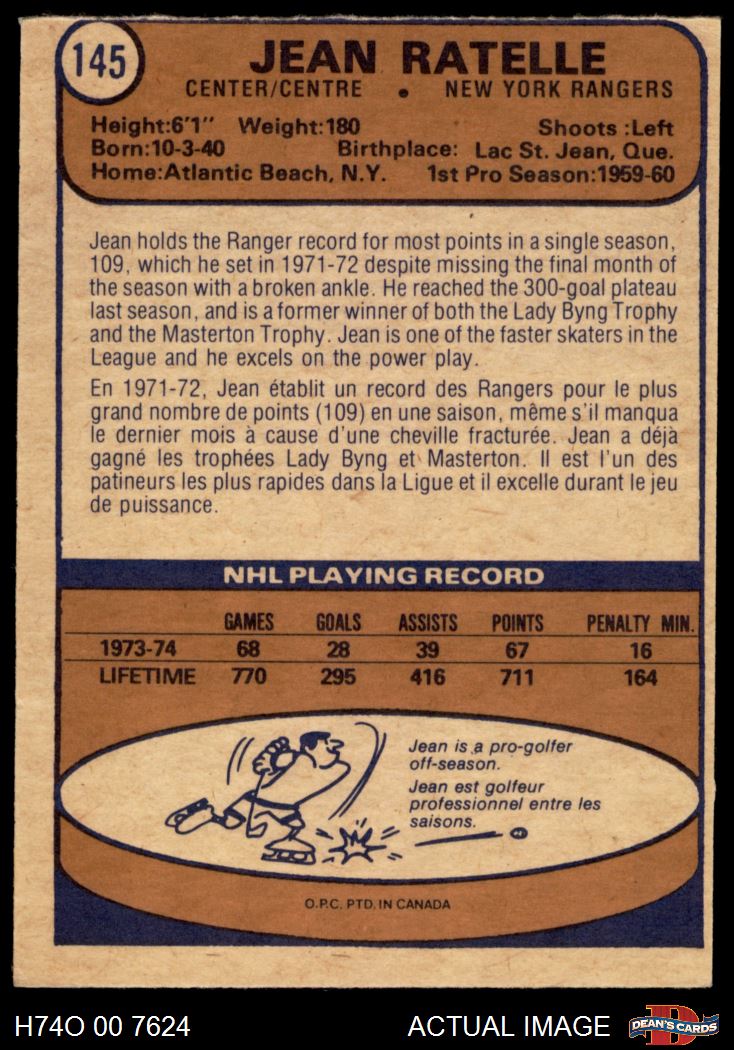 145
JEAN RATELLE
CENTER/CENTRE • NEW YORK RANGERS
Height:6'1" Weight:180 Shoots :Left
Born:10-3-40 Birthplace: Lac St. Jean, Que.
Home:Atlantic Beach, N.Y. 1st Pro Season:1959-60
Jean holds the Ranger record for most points in a single season,
109, which he set in 1971-72 despite missing the final month of
the season with a broken ankle. He reached the 300-goal plateau
last season, and is a former winner of both the Lady Byng Trophy
and the Masterton Trophy. Jean is one of the faster skaters in the
League and he excels on the power play.
En 1971-72, Jean établit un record des Rangers pour le plus
grand nombre de points (109) en une saison, même s'il manqua
le dernier mois à cause d'une cheville fracturée. Jean a déjà
gagné les trophées Lady Byng et Masterton. Il est l'un des
patineurs les plus rapides dans la Ligue et il excelle durant le jeu
de puissance.
NHL PLAYING RECORD
GAMES GOALS ASSISTS POINTS PENALTY MIN.
1973-74 68 28 39 67 16
LIFETIME 770 295 416 711 164
Jean is a pro-golfer
off-season.
Jean est golfeur
professionnel entre les
saisons.
O.P.C. PTD. IN CANADA
H74O 00 7624 ACTUAL IMAGE DEAN'S CARDS